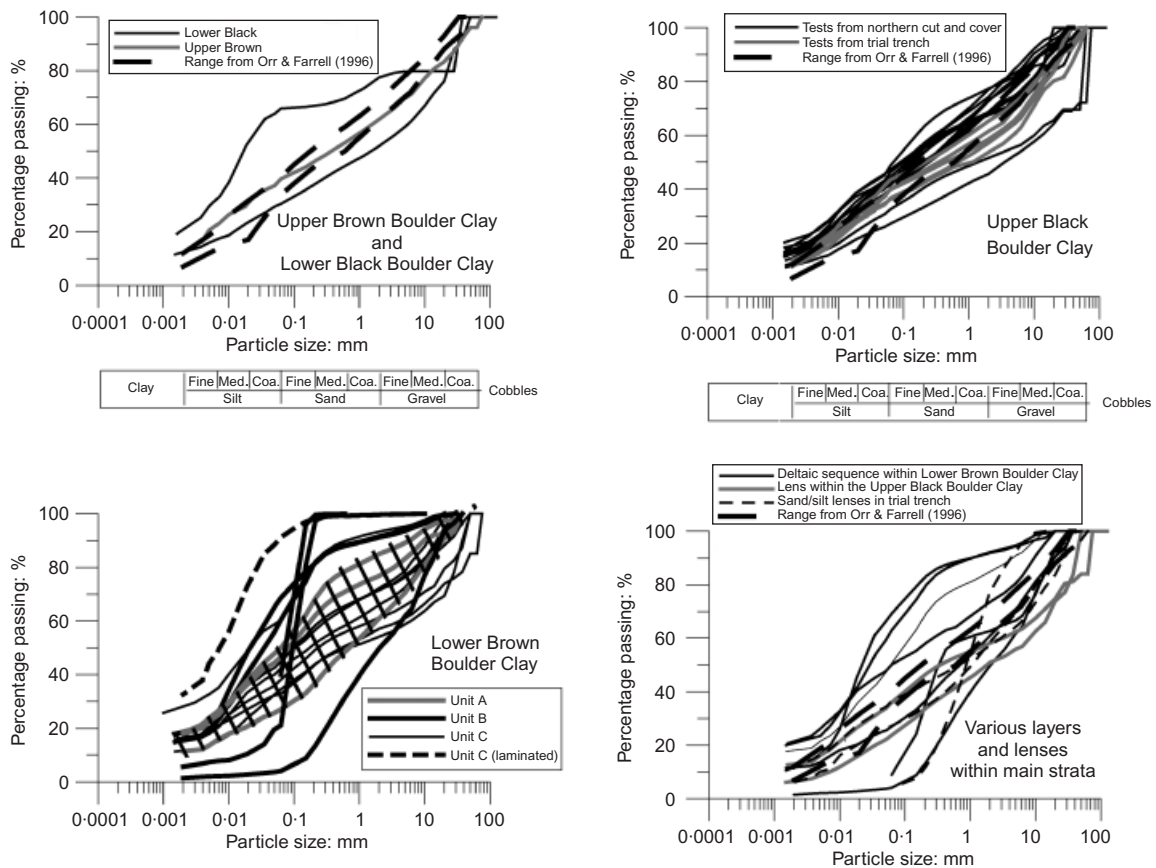 Lower Black
Upper Brown
Range from Orr & Farrell (1996)
Percentage passing: %
100
80
60
40
20
0
Upper Brown Boulder Clay
and
Lower Black Boulder Clay
0·0001 0·001 0·01 0·1 1 10 100
Particle size: mm
Clay
Fine Med. Coa. Fine Med. Coa. Fine Med. Coa.
Silt Sand Gravel
Cobbles
Tests from northern cut and cover
Tests from trial trench
Range from Orr & Farrell (1996)
Percentage passing: %
100
80
60
40
20
0
Upper Black
Boulder Clay
0·0001 0·001 0·01 0·1 1 10 100
Particle size: mm
Clay
Fine Med. Coa. Fine Med. Coa. Fine Med. Coa.
Silt Sand Gravel
Cobbles
Percentage passing: %
100
80
60
40
20
0
Lower Brown
Boulder Clay
Unit A
Unit B
Unit C
Unit C (laminated)
0·0001 0·001 0·01 0·1 1 10 100
Particle size: mm
Deltaic sequence within Lower Brown Boulder Clay
Lens within the Upper Black Boulder Clay
Sand/silt lenses in trial trench
Range from Orr & Farrell (1996)
Percentage passing: %
100
80
60
40
20
0
Various layers
and lenses
within main strata
0·0001 0·001 0·01 0·1 1 10 100
Particle size: mm